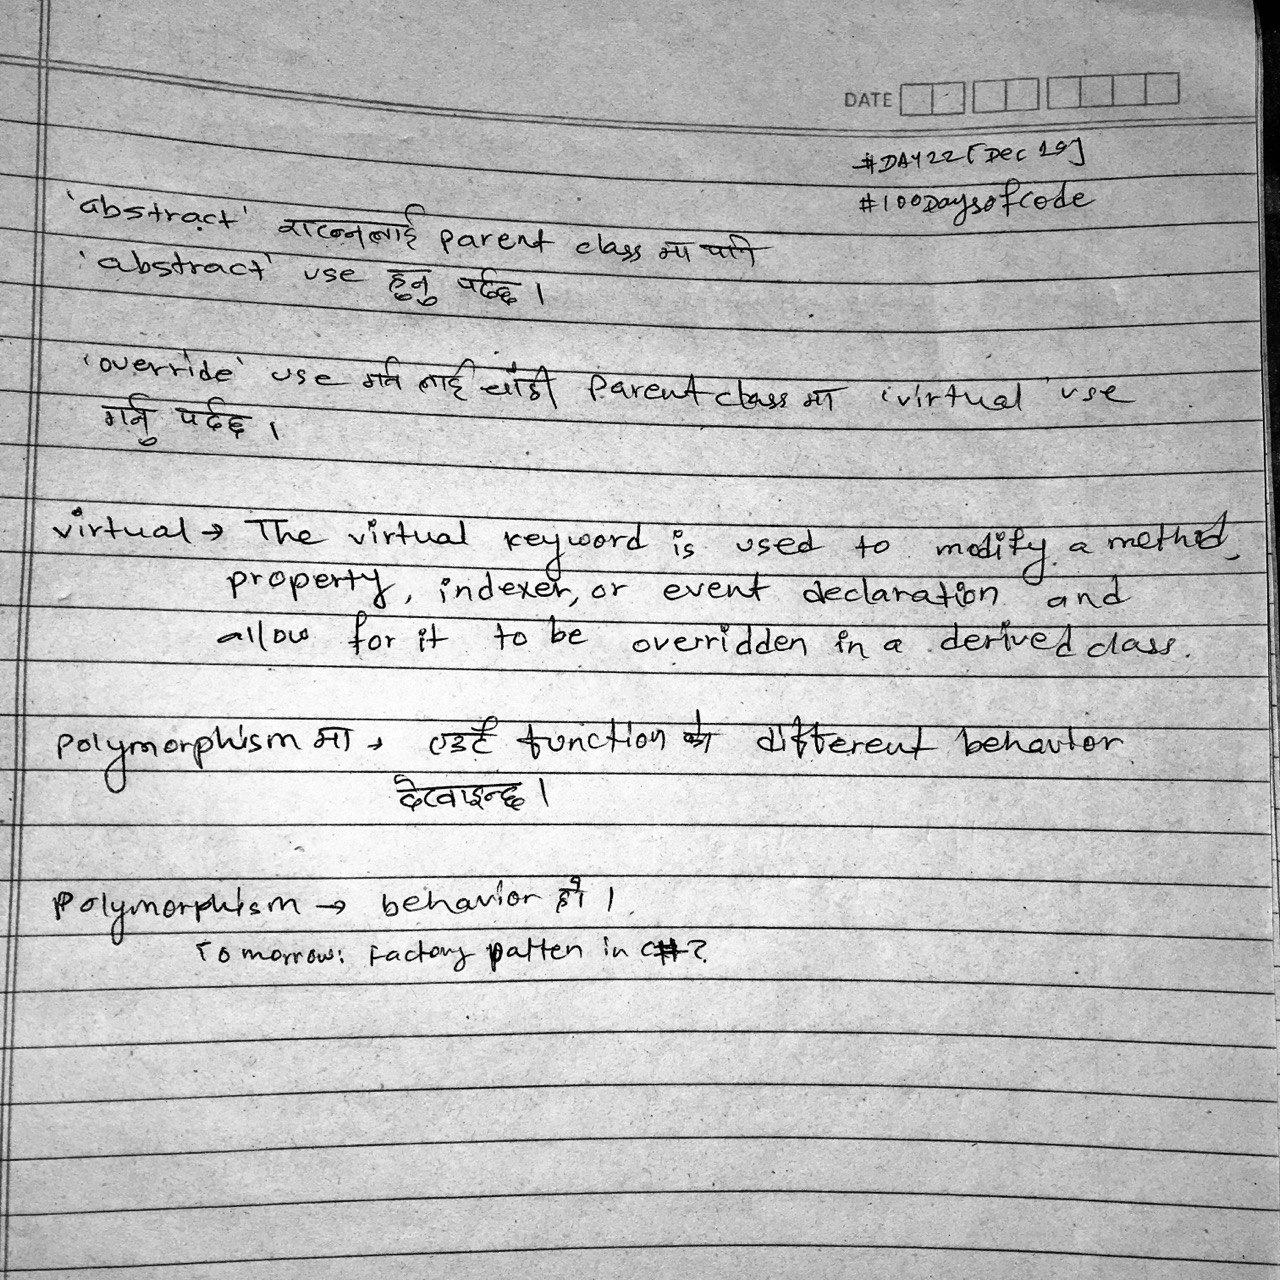 DATE
#DAY22 [Dec 19]
#100DaysofCode
'abstract' राख्नलाई parent class मा पनि
'abstract' use हुनु पर्दछ ।
'override' use गर्न लाई चाँही parent class मा 'virtual' use
गर्नु पर्दछ ।
virtual → The virtual keyword is used to modify a method,
property, indexer, or event declaration and
allow for it to be overridden in a derived class.
polymorphism मा → एउटै function को different behavior
देखाइन्छ ।
polymorphism → behavior हो ।
Tomorrow: Factory patten in C#?